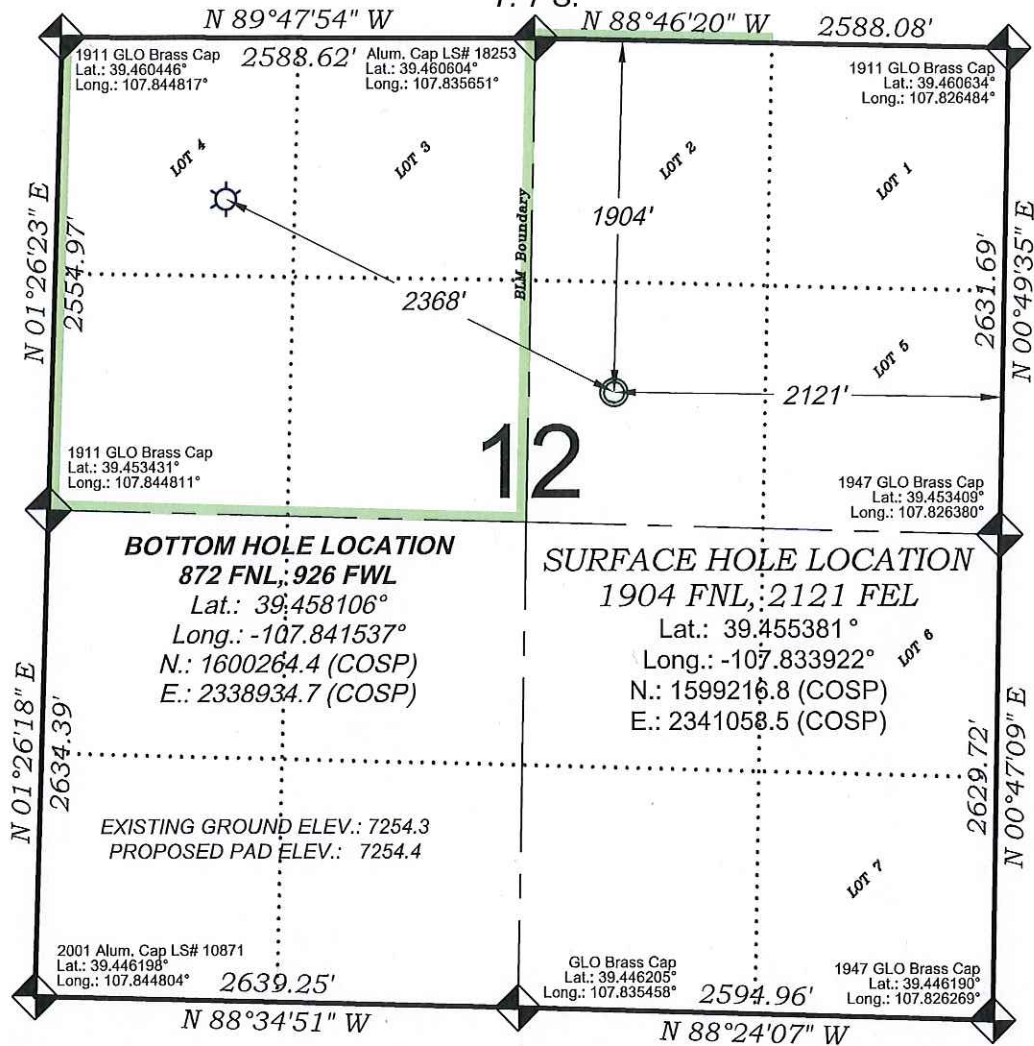 T. 7 S.
N 89°47'54" W
N 88°46'20" W
2588.62'
2588.08'
1911 GLO Brass Cap
Lat.: 39.460446°
Long.: 107.844817°
Alum. Cap LS# 18253
Lat.: 39.460604°
Long.: 107.835651°
1911 GLO Brass Cap
Lat.: 39.460634°
Long.: 107.826484°
LOT 4
LOT 3
LOT 2
LOT 1
N 01°26'23" E
2554.97'
BLM Boundary
1904'
2631.69'
N 00°49'35" E
2368'
LOT 5
2121'
12
1911 GLO Brass Cap
Lat.: 39.453431°
Long.: 107.844811°
1947 GLO Brass Cap
Lat.: 39.453409°
Long.: 107.826380°
BOTTOM HOLE LOCATION
872 FNL, 926 FWL
Lat.: 39.458106°
Long.: -107.841537°
N.: 1600264.4 (COSP)
E.: 2338934.7 (COSP)
SURFACE HOLE LOCATION
1904 FNL, 2121 FEL
Lat.: 39.455381°
Long.: -107.833922°
N.: 1599216.8 (COSP)
E.: 2341058.5 (COSP)
LOT 6
N 01°26'18" E
2634.39'
2629.72'
N 00°47'09" E
EXISTING GROUND ELEV.: 7254.3
PROPOSED PAD ELEV.: 7254.4
LOT 7
2001 Alum. Cap LS# 10871
Lat.: 39.446198°
Long.: 107.844804°
GLO Brass Cap
Lat.: 39.446205°
Long.: 107.835458°
1947 GLO Brass Cap
Lat.: 39.446190°
Long.: 107.826269°
2639.25'
2594.96'
N 88°34'51" W
N 88°24'07" W